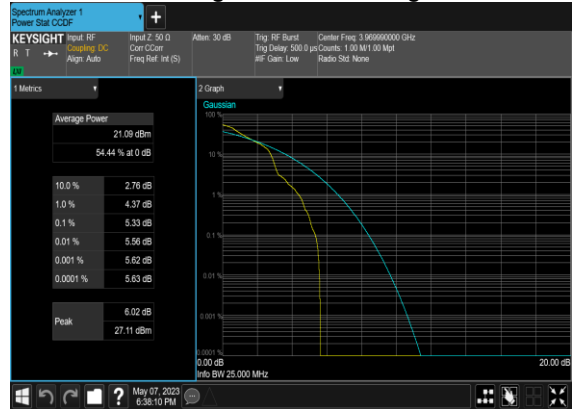 Spectrum Analyzer 1
Power Stat CCDF
KEYSIGHT
R T
Input: RF
Coupling: DC
Align: Auto
Input Z: 50 Ω
Corr CCorr
Freq Ref: Int (S)
Atten: 30 dB
Trig: RF Burst
Trig Delay: 500.0 µs
#IF Gain: Low
Center Freq: 3.969990000 GHz
Counts: 1.00 M/1.00 Mpt
Radio Std: None
1 Metrics
Average Power
21.09 dBm
54.44 % at 0 dB
10.0 % 2.76 dB
1.0 % 4.37 dB
0.1 % 5.33 dB
0.01 % 5.56 dB
0.001 % 5.62 dB
0.0001 % 5.63 dB
Peak
6.02 dB
27.11 dBm
2 Graph
Gaussian
100 %
10 %
1 %
0.1 %
0.01 %
0.001 %
0.0001 %
0.00 dB 20.00 dB
Info BW 25.000 MHz
?
May 07, 2023
6:38:10 PM